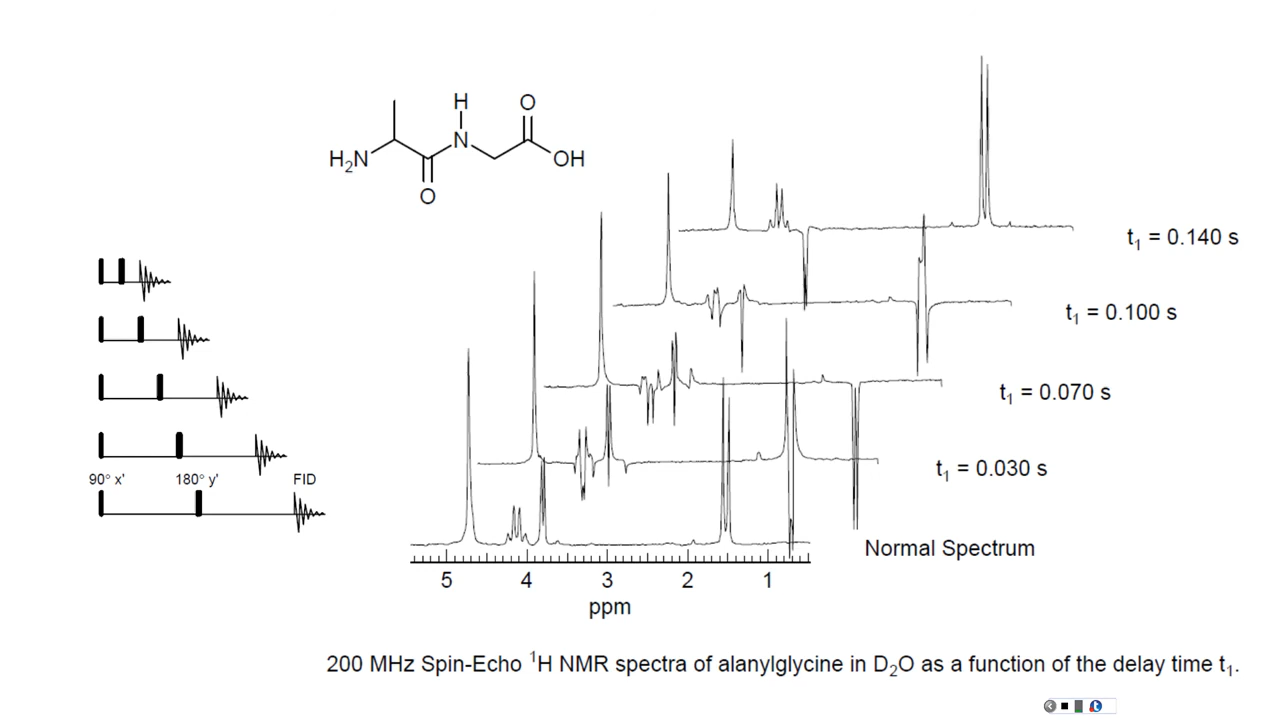 H
O
H₂N
N
OH
O
t₁ = 0.140 s
t₁ = 0.100 s
t₁ = 0.070 s
t₁ = 0.030 s
90° x' 180° y' FID
Normal Spectrum
5 4 3 2 1
ppm
200 MHz Spin-Echo ¹H NMR spectra of alanylglycine in D₂O as a function of the delay time t₁.